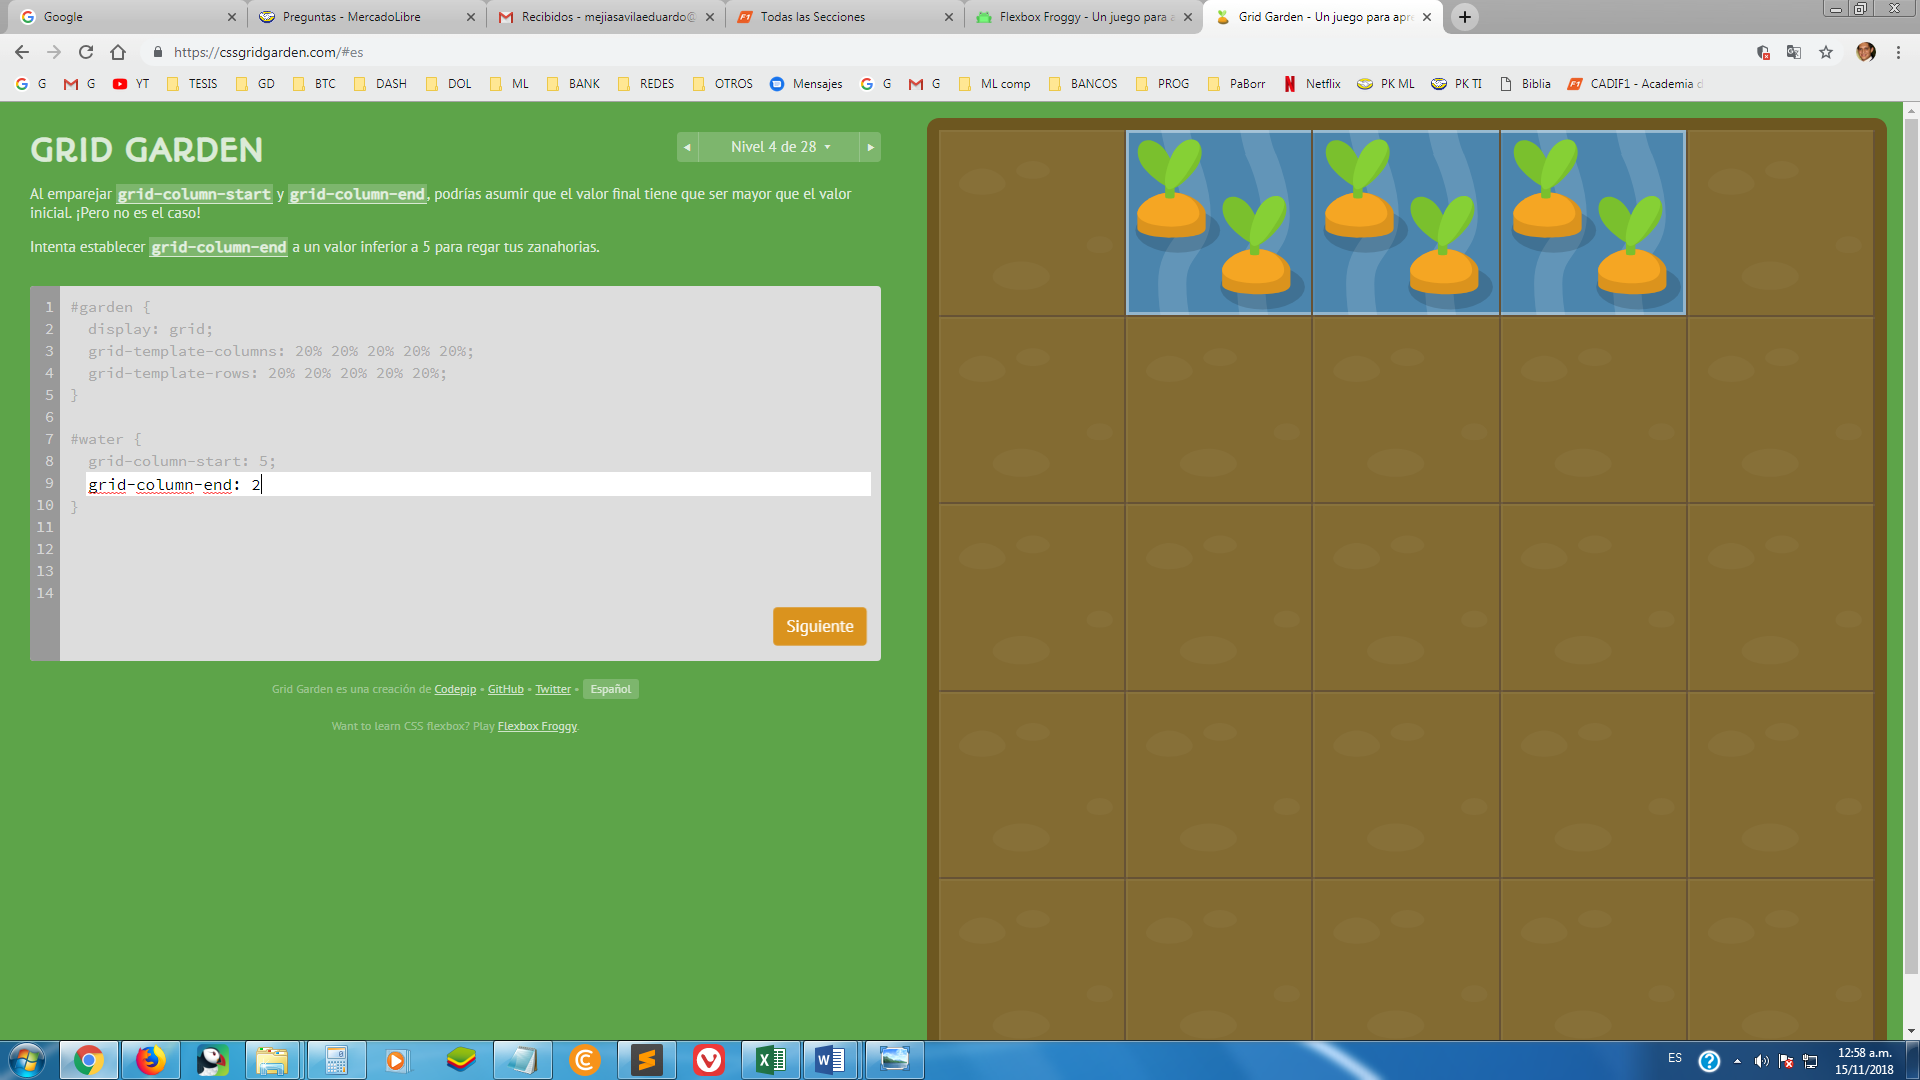 Google
Preguntas - MercadoLibre
Recibidos - mejiasavilaeduardo@
Todas las Secciones
Flexbox Froggy - Un juego para a
Grid Garden - Un juego para apr
https://cssgridgarden.com/#es
G
G
YT
TESIS
GD
BTC
DASH
DOL
ML
BANK
REDES
OTROS
Mensajes
G
G
ML comp
BANCOS
PROG
PaBorr
Netflix
PK ML
PK TI
Biblia
CADIF1 - Academia d
GRID GARDEN
Nivel 4 de 28
Al emparejar grid-column-start y grid-column-end, podrías asumir que el valor final tiene que ser mayor que el valor
inicial. ¡Pero no es el caso!
Intenta establecer grid-column-end a un valor inferior a 5 para regar tus zanahorias.
1 #garden {
2 display: grid;
3 grid-template-columns: 20% 20% 20% 20% 20%;
4 grid-template-rows: 20% 20% 20% 20% 20%;
5 }
6
7 #water {
8 grid-column-start: 5;
9 grid-column-end: 2
10 }
11
12
13
14
Siguiente
Grid Garden es una creación de Codepip • GitHub • Twitter • Español
Want to learn CSS flexbox? Play Flexbox Froggy.
ES
12:58 a.m.
15/11/2018